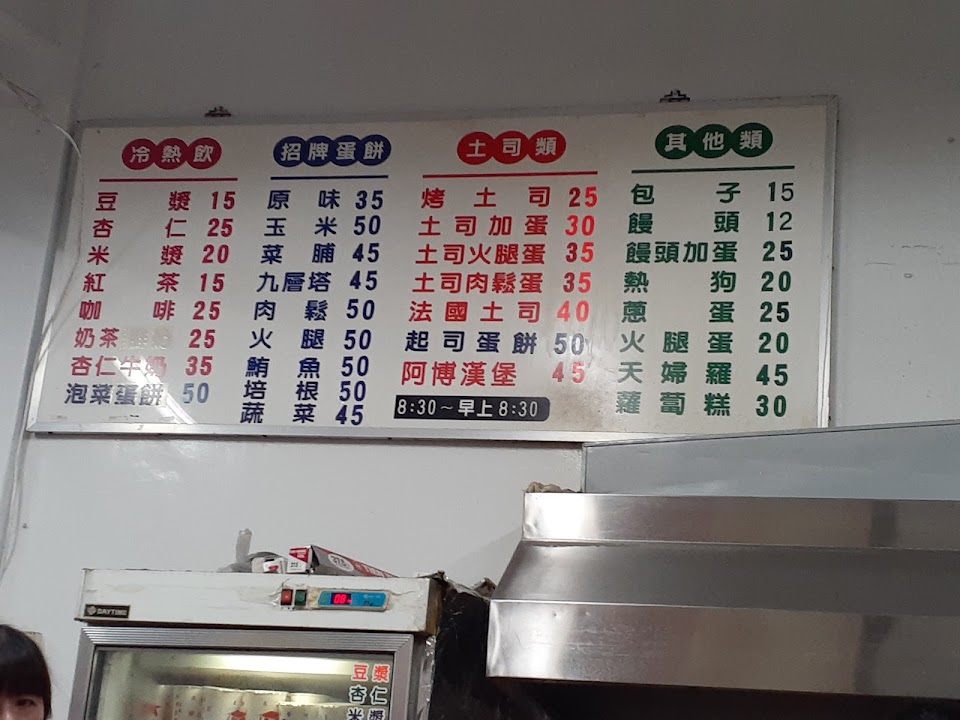 冷熱飲
豆漿 15
杏仁 25
米漿 20
紅茶 15
咖啡 25
奶茶 25
杏仁牛奶 35
泡菜蛋餅 50
招牌蛋餅
原味 35
玉米 50
菜脯 45
九層塔 45
肉鬆 50
火腿 50
鮪魚 50
培根 50
蔬菜 45
土司類
烤土司 25
土司加蛋 30
土司火腿蛋 35
土司肉鬆蛋 35
法國土司 40
起司蛋餅 50
阿博漢堡 45
8:30～早上8:30
其他類
包子 15
饅頭 12
饅頭加蛋 25
熱狗 20
蔥蛋 25
火腿蛋 20
天婦羅 45
蘿蔔糕 30
DAYTIME
豆漿
杏仁
米漿